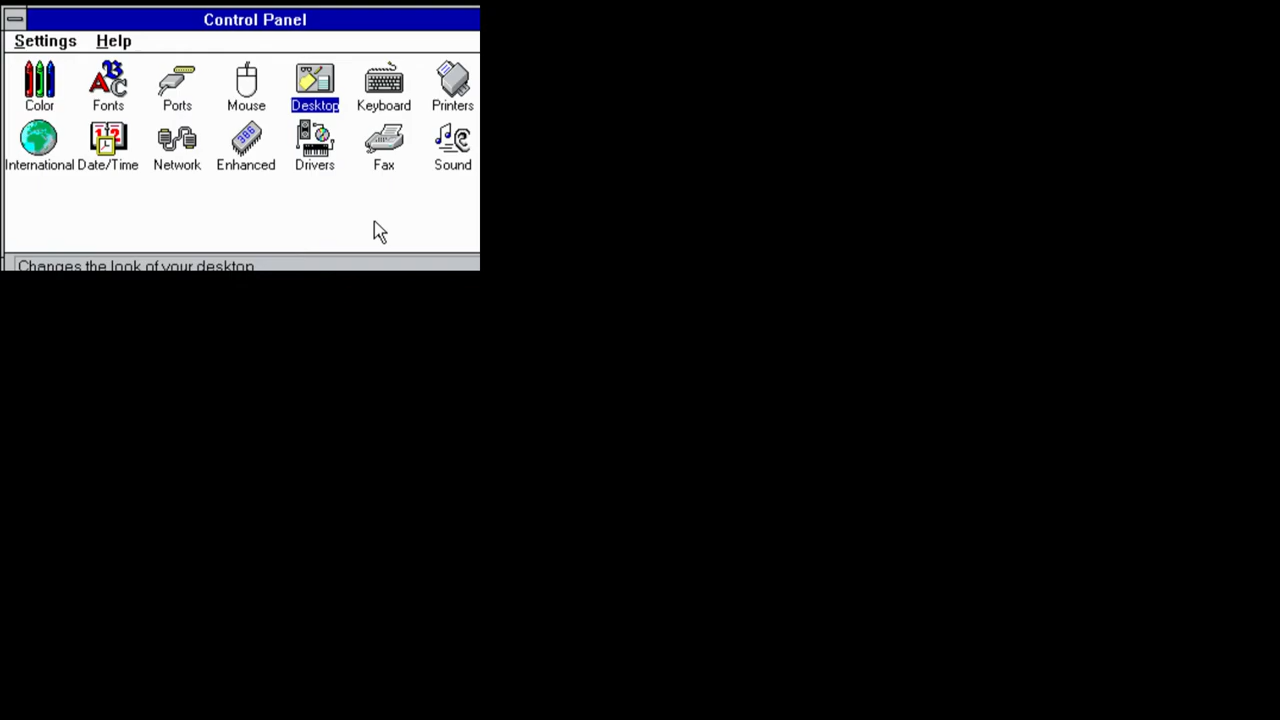 Control Panel
Settings Help
Color Fonts Ports Mouse Desktop Keyboard Printers
International Date/Time Network Enhanced Drivers Fax Sound
Changes the look of your desktop